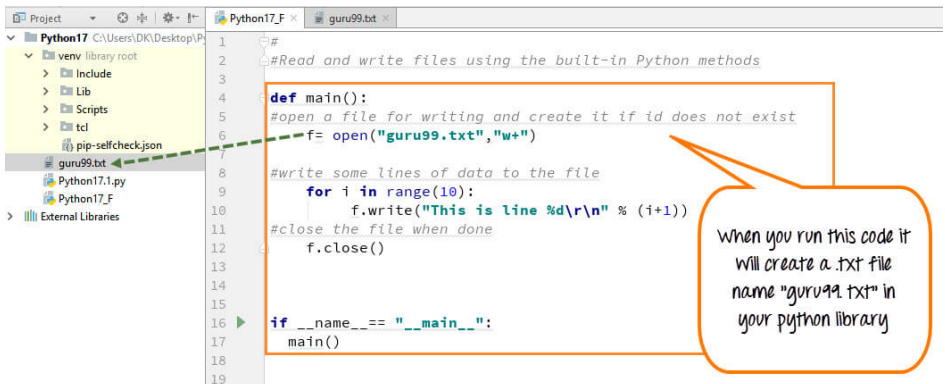 Project
Python17 C:\Users\DK\Desktop\Py
venv library root
Include
Lib
Scripts
tcl
pip-selfcheck.json
guru99.txt
Python17.1.py
Python17_F
External Libraries
Python17_F guru99.txt
1 #
2 #Read and write files using the built-in Python methods
3
4 def main():
5 #open a file for writing and create it if id does not exist
6 f= open("guru99.txt","w+")
7
8 #write some lines of data to the file
9 for i in range(10):
10 f.write("This is line %d\r\n" % (i+1))
11 #close the file when done
12 f.close()
13
14
15
16 if __name__== "__main__":
17 main()
18
19
When you run this code it
will create a .txt file
name "guru99.txt" in
your python library